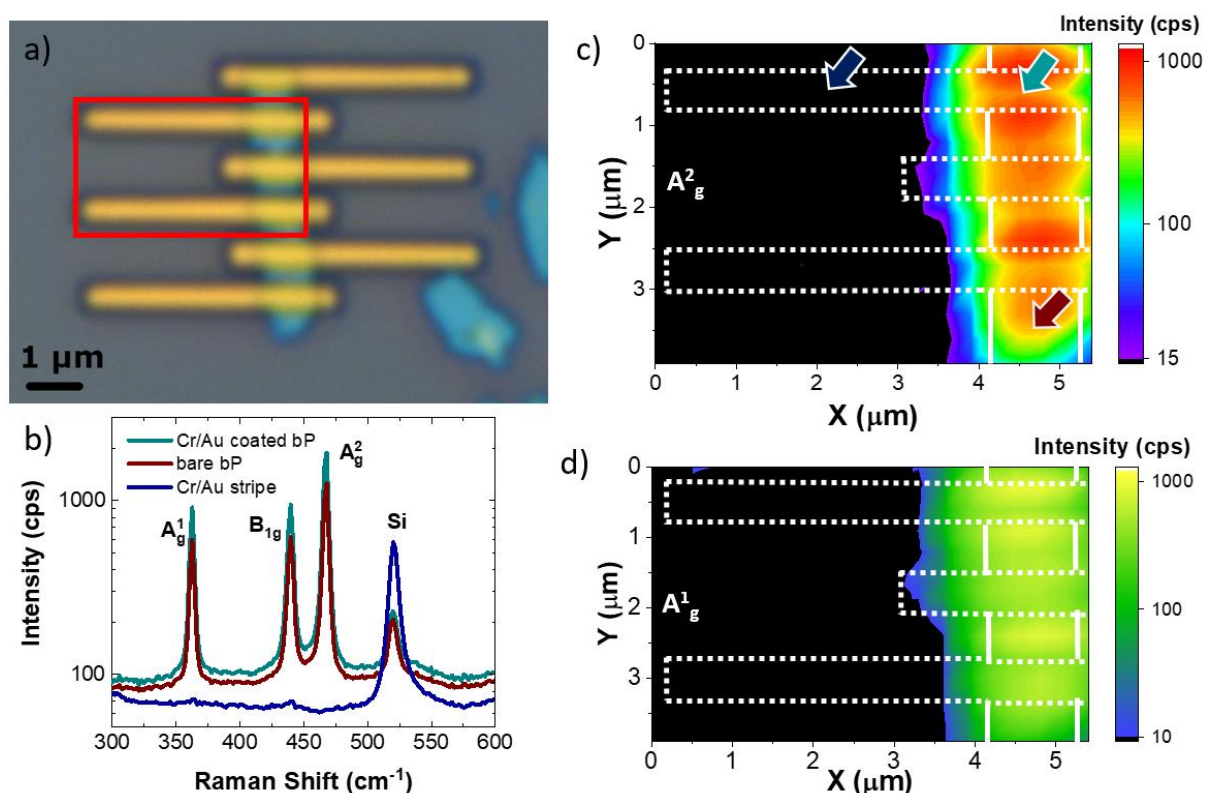 a)
1 µm
b)
Cr/Au coated bP
bare bP
Cr/Au stripe
A¹g
B1g
A²g
Si
1000
100
Intensity (cps)
300
350
400
450
500
550
600
Raman Shift (cm⁻¹)
c)
Intensity (cps)
0
1
2
3
Y (µm)
A²g
0
1
2
3
4
5
X (µm)
1000
100
15
d)
Intensity (cps)
0
1
2
3
Y (µm)
A¹g
0
1
2
3
4
5
X (µm)
1000
100
10